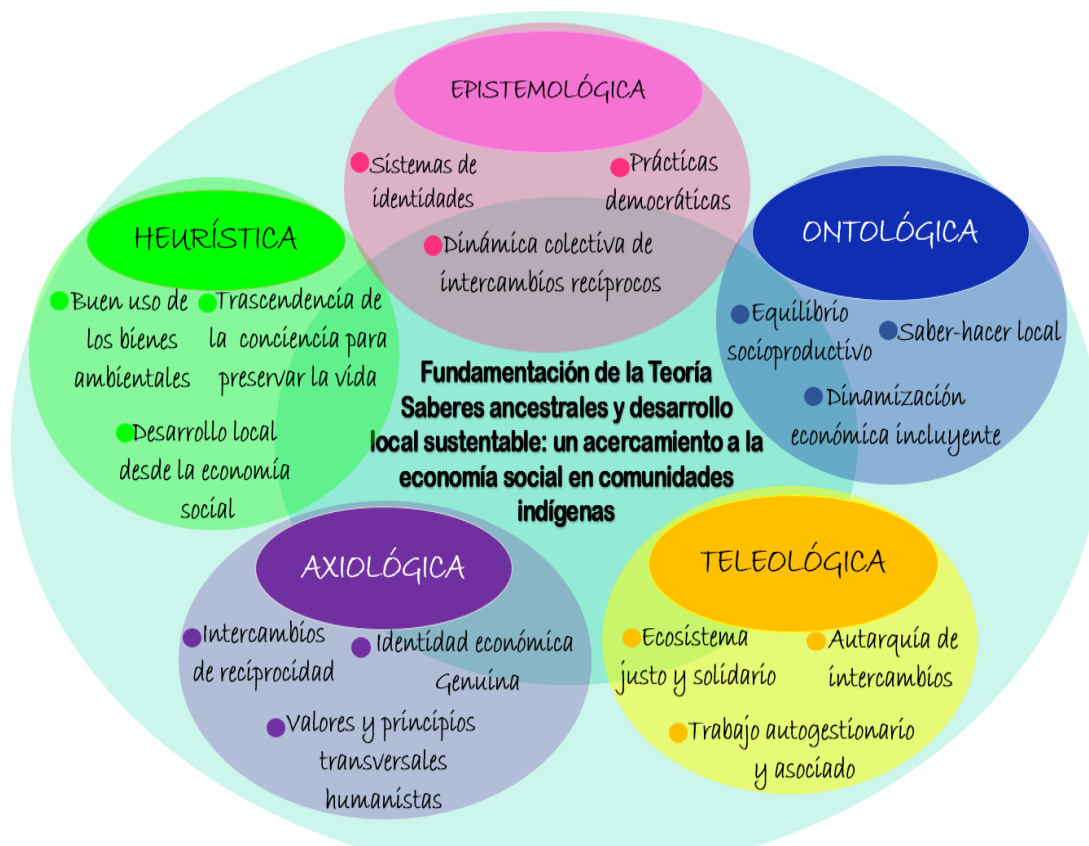 EPISTEMOLÓGICA
Sistemas de
identidades
Prácticas
democráticas
Dinámica colectiva de
intercambios recíprocos
HEURÍSTICA
Buen uso de
los bienes
ambientales
Trascendencia de
la conciencia para
preservar la vida
Desarrollo local
desde la economía
social
ONTOLÓGICA
Equilibrio
socioproductivo
Saber-hacer local
Dinamización
económica incluyente
Fundamentación de la Teoría
Saberes ancestrales y desarrollo
local sustentable: un acercamiento a la
economía social en comunidades
indígenas
AXIOLÓGICA
Intercambios
de reciprocidad
Identidad económica
Genuina
Valores y principios
transversales
humanistas
TELEOLÓGICA
Ecosistema
justo y solidario
Autarquía de
intercambios
Trabajo autogestionario
y asociado